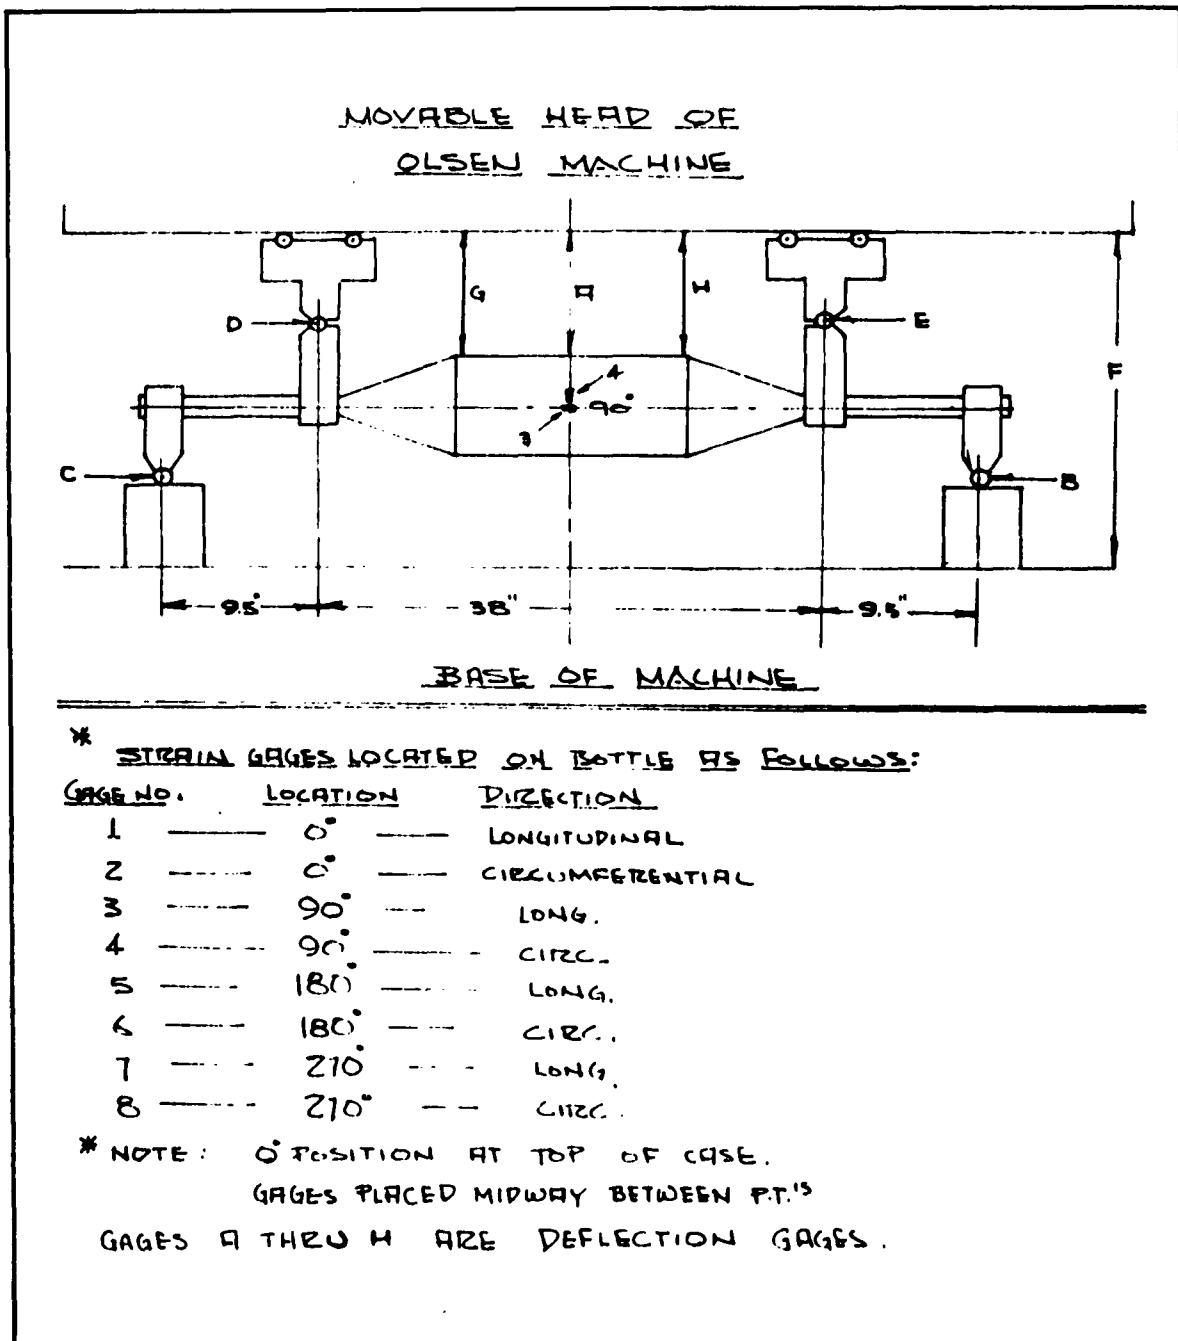 MOVABLE HEAD OF
OLSEN MACHINE
G
A
H
D
E
F
4
90°
3
C
B
9.5"
38"
9.5"
BASE OF MACHINE
* STRAIN GAGES LOCATED ON BOTTLE AS FOLLOWS:
GAGE NO. LOCATION DIRECTION
1 — 0° — LONGITUDINAL
2 — 0° — CIRCUMFERENTIAL
3 — 90° — LONG.
4 — 90° — CIRC.
5 — 180° — LONG.
6 — 180° — CIRC.
7 — 270° — LONG.
8 — 270° — CIRC.
* NOTE: 0° POSITION AT TOP OF CASE.
GAGES PLACED MIDWAY BETWEEN P.T.'S
GAGES A THRU H ARE DEFLECTION GAGES.